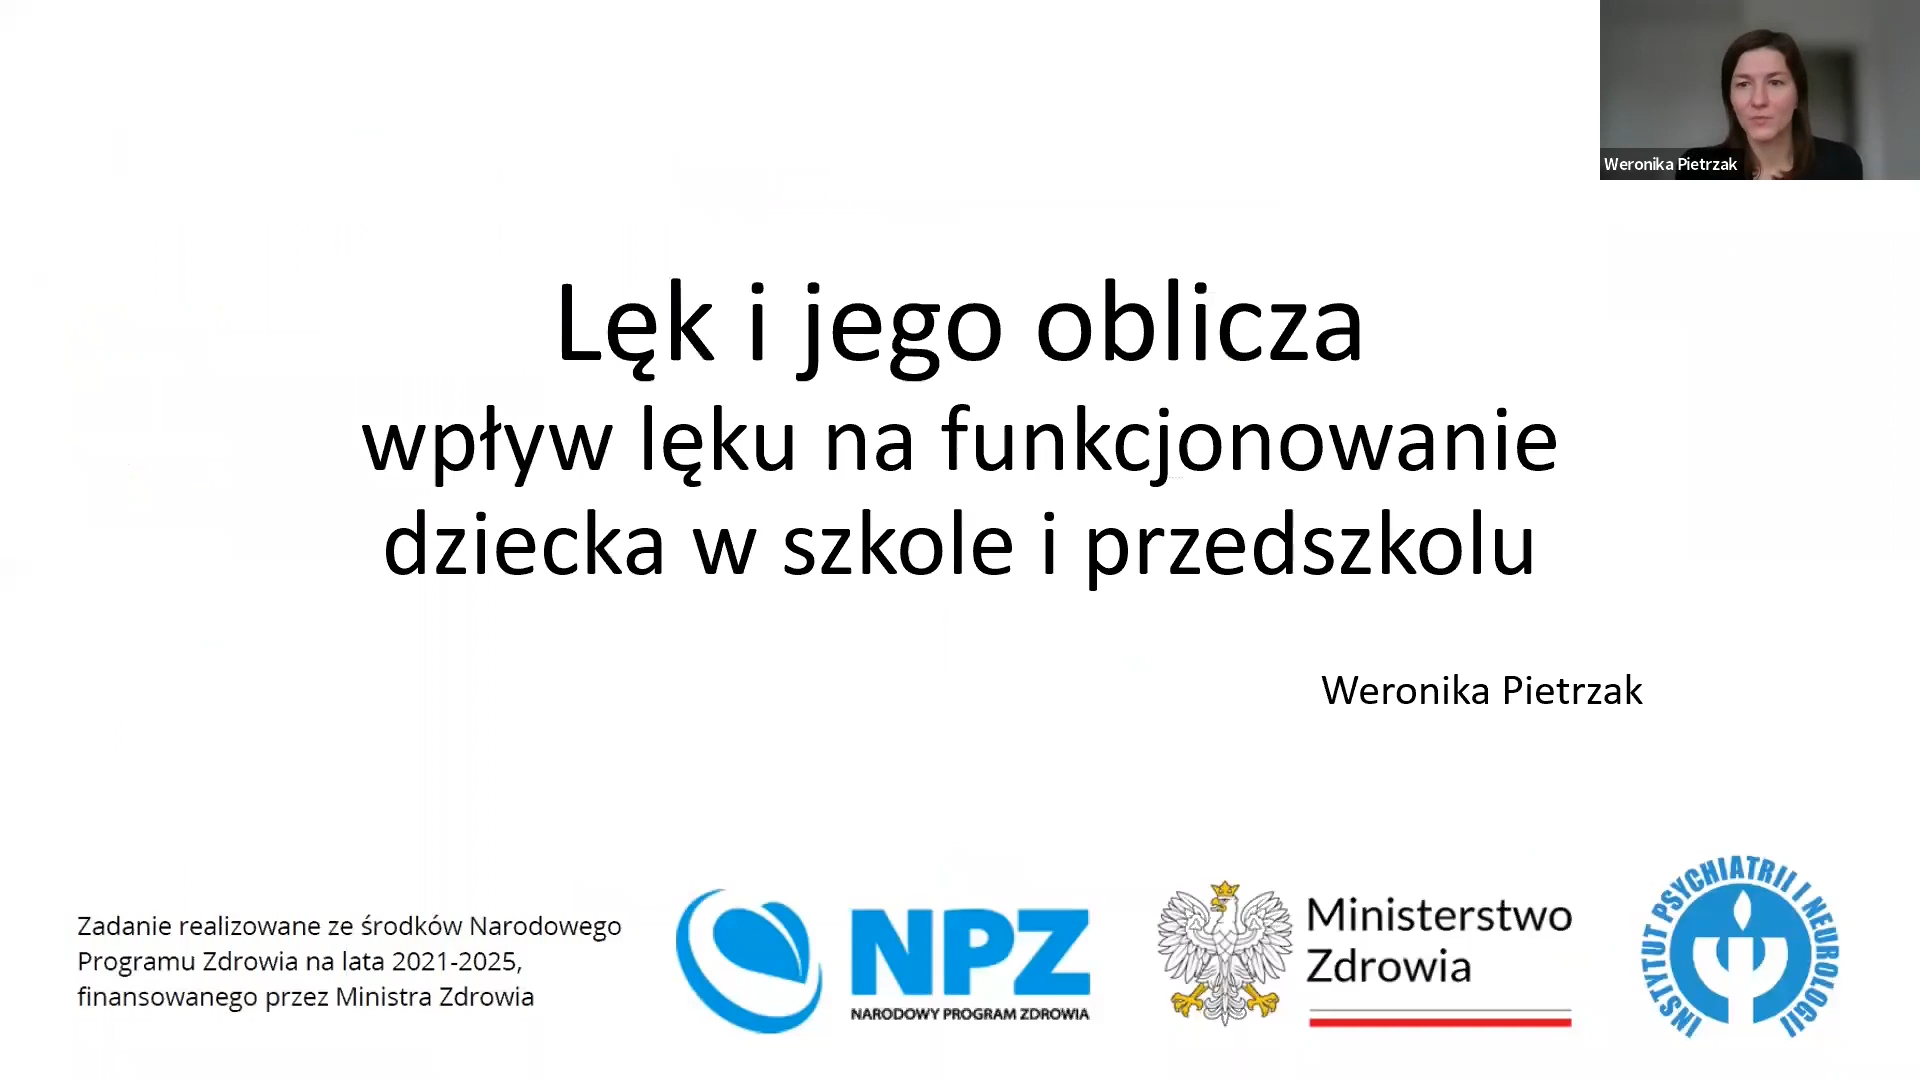 Weronika Pietrzak
Lęk i jego oblicza
wpływ lęku na funkcjonowanie
dziecka w szkole i przedszkolu
Weronika Pietrzak
Zadanie realizowane ze środków Narodowego
Programu Zdrowia na lata 2021-2025,
finansowanego przez Ministra Zdrowia
NPZ
NARODOWY PROGRAM ZDROWIA
Ministerstwo
Zdrowia
INSTYTUT PSYCHIATRII I NEUROLOGII